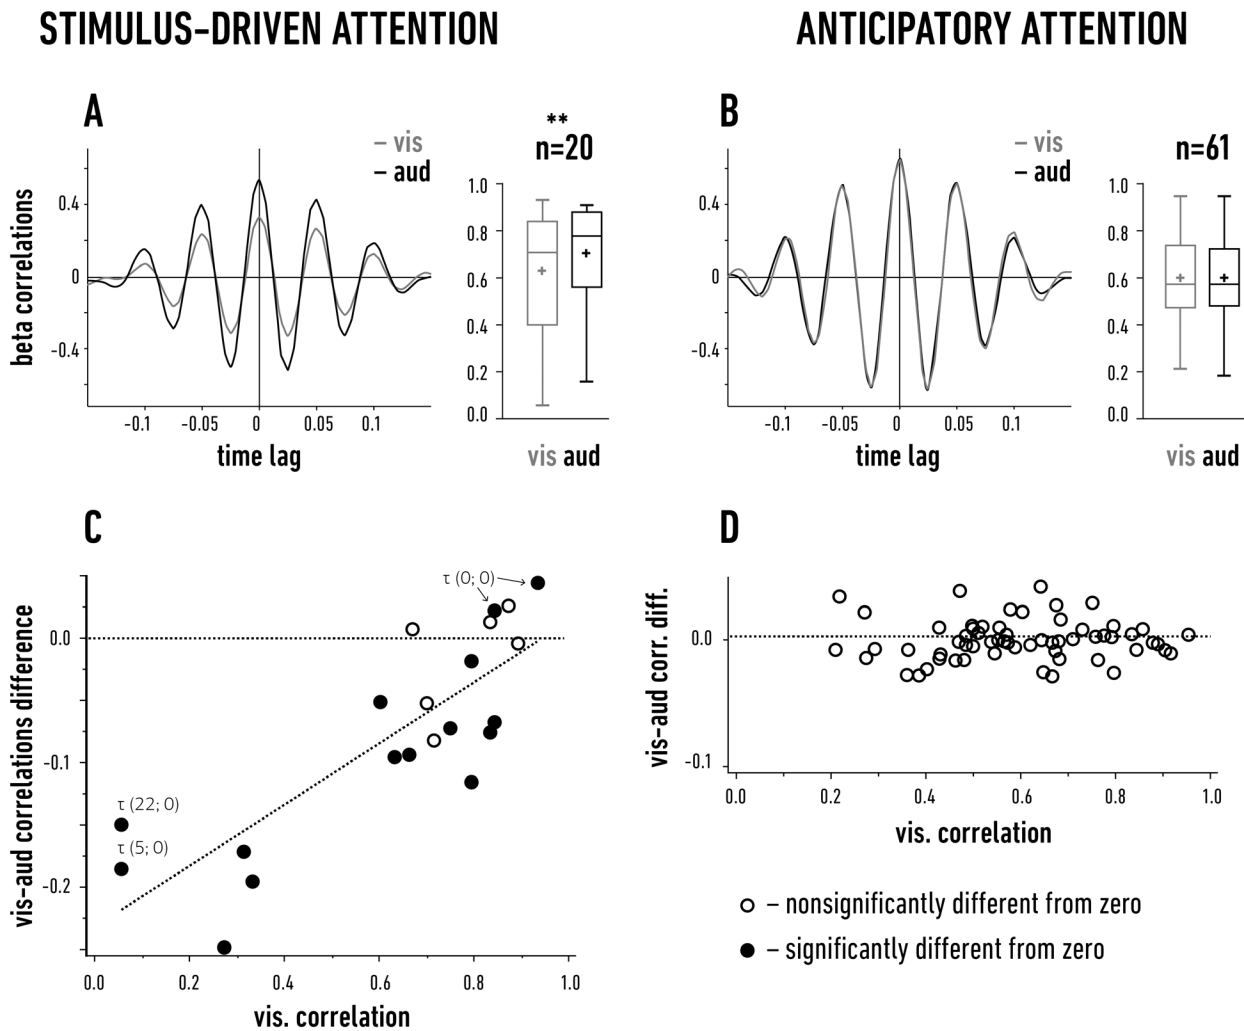 STIMULUS-DRIVEN ATTENTION
ANTICIPATORY ATTENTION
A
– vis
– aud
**
n=20
beta correlations
0.4
0
-0.4
-0.1 -0.05 0 0.05 0.1
time lag
1.0
0.8
0.6
0.4
0.2
0.0
vis aud
B
– vis
– aud
n=61
0.4
0
-0.4
-0.1 -0.05 0 0.05 0.1
time lag
1.0
0.8
0.6
0.4
0.2
0.0
vis aud
C
vis-aud correlations difference
0.0
-0.1
-0.2
τ (0; 0)
τ (22; 0)
τ (5; 0)
0.0 0.2 0.4 0.6 0.8 1.0
vis. correlation
D
vis-aud corr. diff.
0.0
-0.1
0.0 0.2 0.4 0.6 0.8 1.0
vis. correlation
– nonsignificantly different from zero
– significantly different from zero